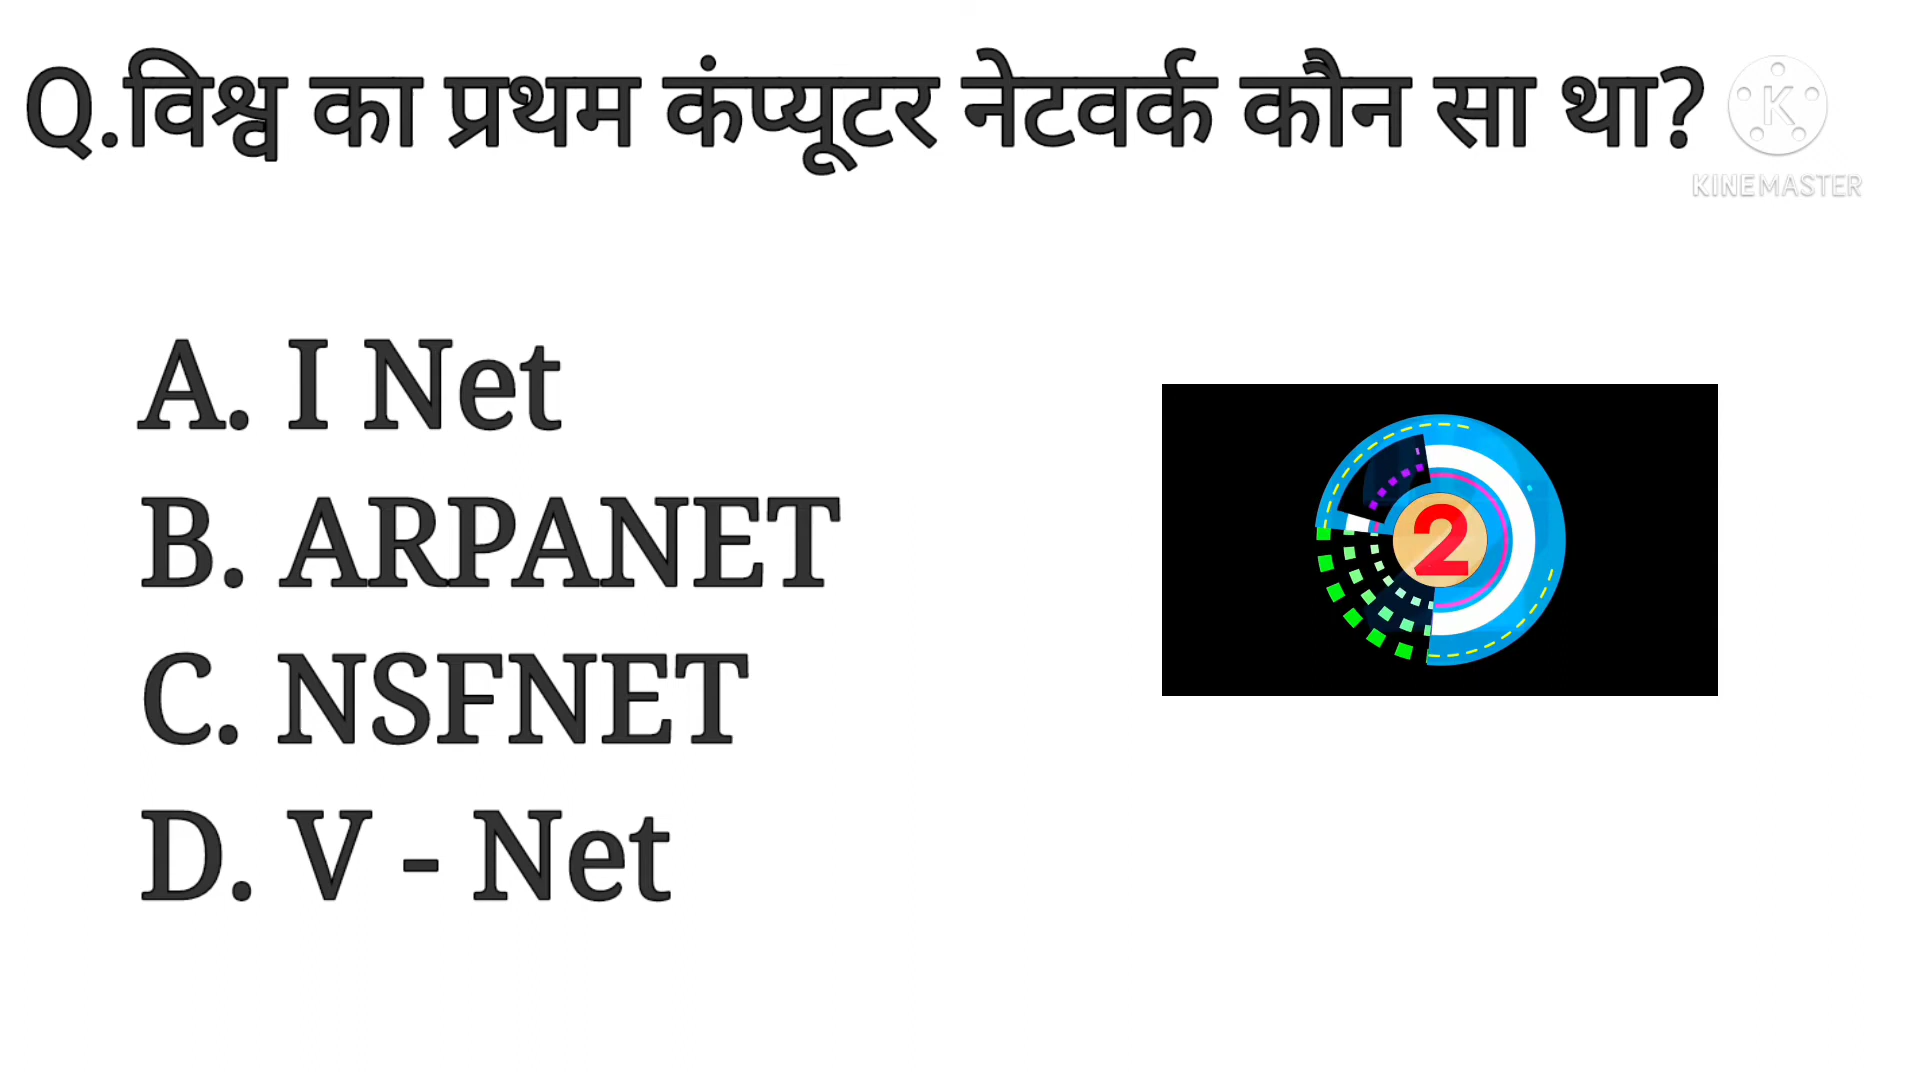 Q.विश्व का प्रथम कंप्यूटर नेटवर्क कौन सा था?
K
KINEMASTER
A. I Net
B. ARPANET
2
C. NSFNET
D. V - Net